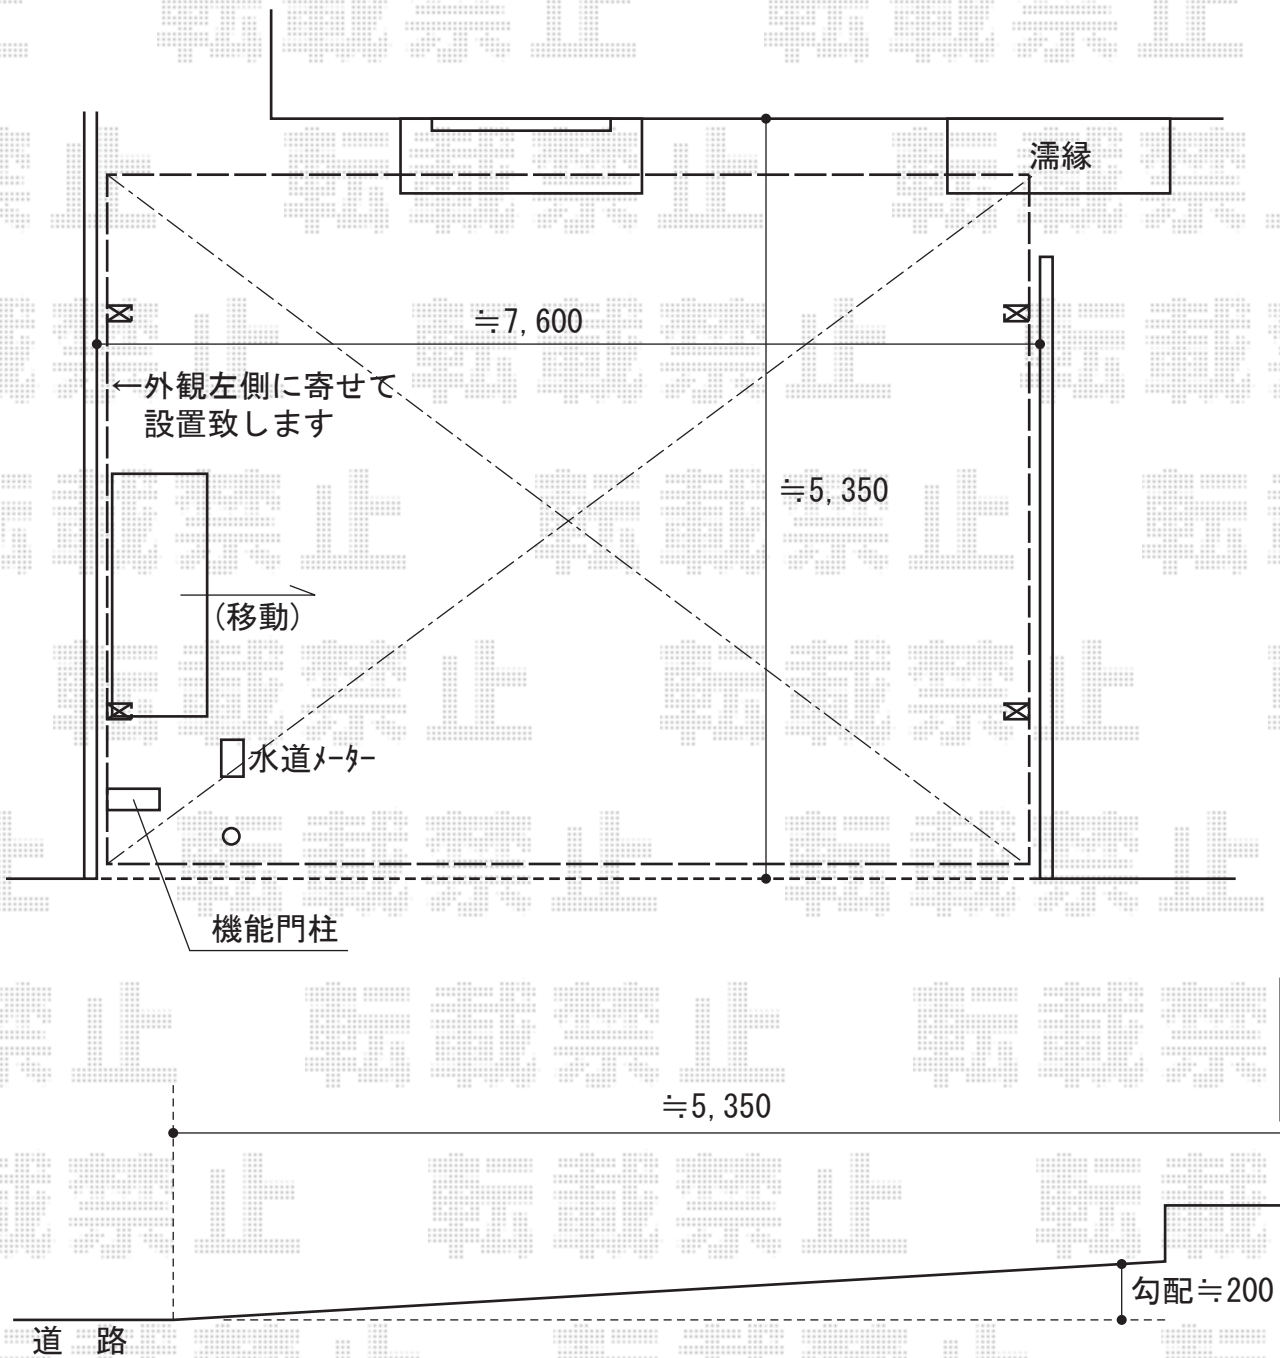 濡縁
≒7,600
←外観左側に寄せて
設置致します
≒5,350
(移動)
水道ﾒｰﾀｰ
機能門柱
≒5,350
勾配≒200
道　路
転載禁止